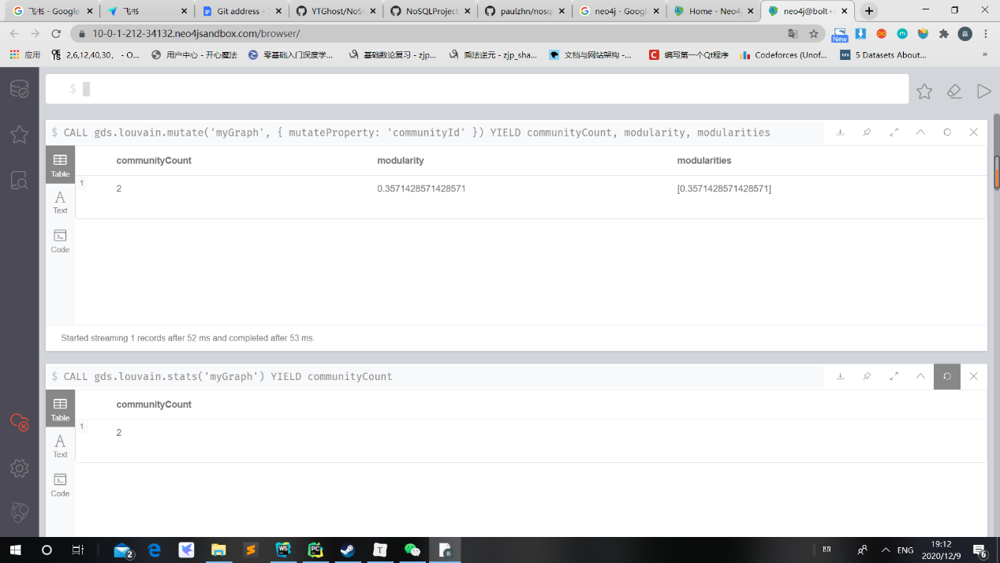 飞书 - Google
飞书
Git address -
YTGhost/NoS
NoSQLProject
paulzhn/nosq
neo4j - Googl
Home - Neo4
neo4j@bolt+s
10-0-1-212-34132.neo4jsandbox.com/browser/
New
磊
应用
2,6,12,40,30， - O...
用户中心 - 开心魔法
零基础入门深度学...
基础数论复习 - zjp...
乘法逆元 - zjp_sha...
文档与网站架构 -...
编写第一个Qt程序
Codeforces (Unof...
5 Datasets About...
»
$
$ CALL gds.louvain.mutate('myGraph', { mutateProperty: 'communityId' }) YIELD communityCount, modularity, modularities
Table
Text
Code
communityCount modularity modularities
1 2 0.3571428571428571 [0.3571428571428571]
Started streaming 1 records after 52 ms and completed after 53 ms.
$ CALL gds.louvain.stats('myGraph') YIELD communityCount
Table
Text
Code
communityCount
1 2
ENG
19:12
2020/12/9
2
6